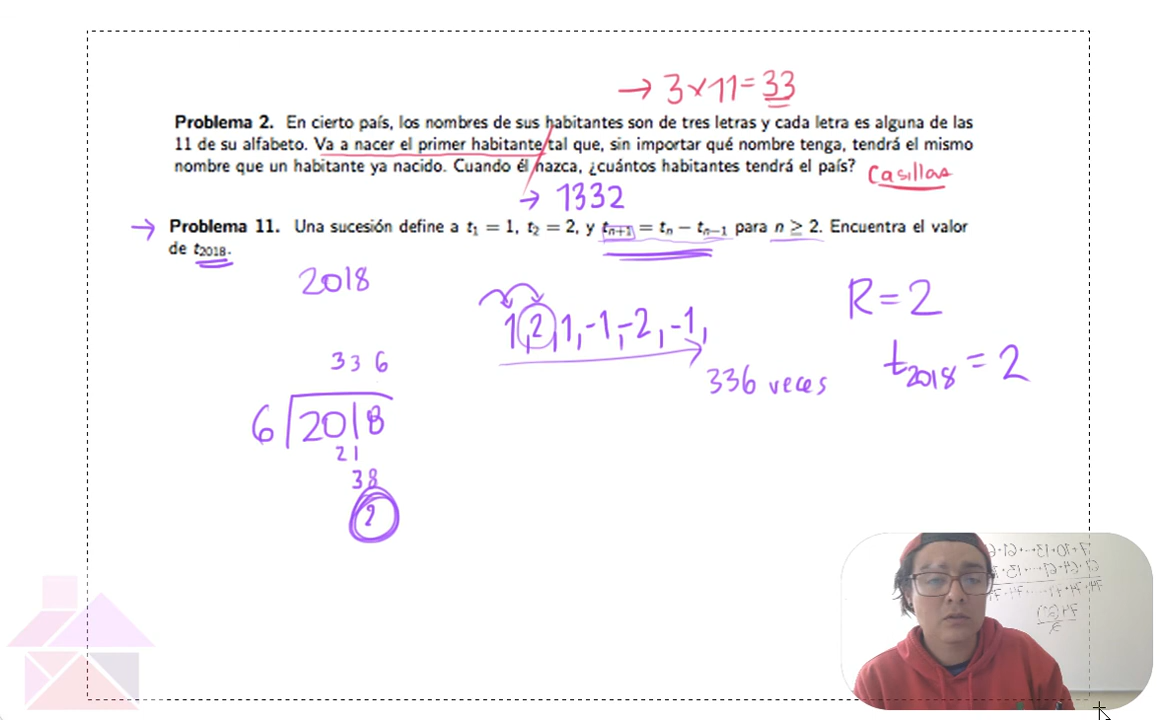 → 3×11=33
Problema 2. En cierto país, los nombres de sus habitantes son de tres letras y cada letra es alguna de las
11 de su alfabeto. Va a nacer el primer habitante tal que, sin importar qué nombre tenga, tendrá el mismo
nombre que un habitante ya nacido. Cuando él nazca, ¿cuántos habitantes tendrá el país? Casillas
→ 1332
→ Problema 11. Una sucesión define a t₁ = 1, t₂ = 2, y tₙ₊₁ = tₙ − tₙ₋₁ para n ≥ 2. Encuentra el valor
de t₂₀₁₈.
2018
1, 2, 1, -1, -2, -1,
336 veces
R=2
t₂₀₁₈ = 2
336
6 2018
21
38
2